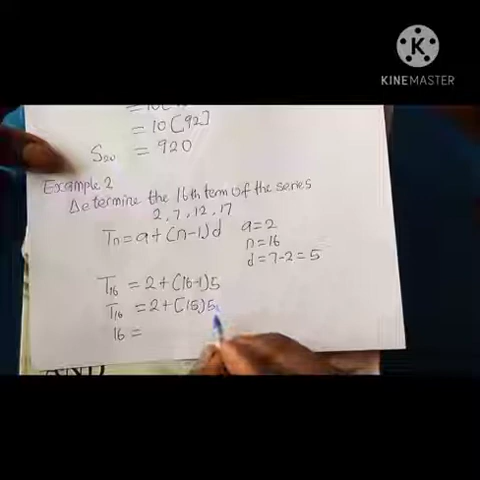 KINEMASTER
= 10[92]
S20 = 920
Example 2
Determine the 16th term of the series
2, 7, 12, 17
Tn = a+(n-1)d
a=2
n=16
d=7-2=5
T16 = 2+(16-1)5
T16 = 2+(15)5
16 =
AND